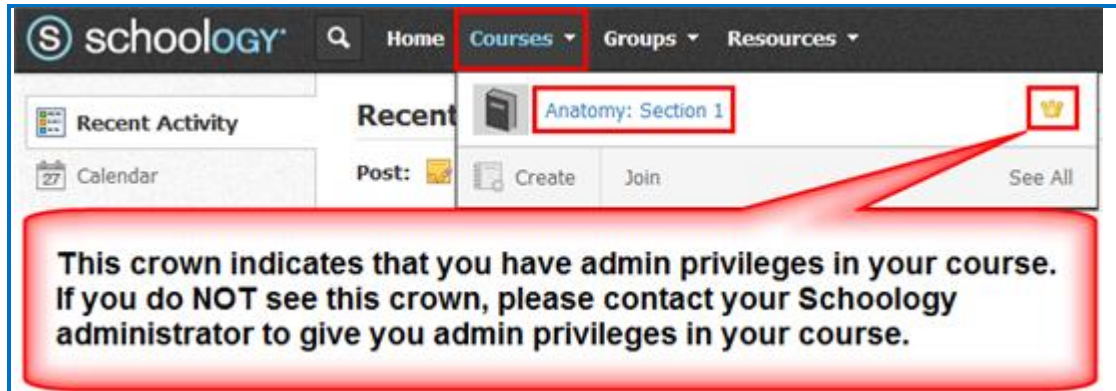 S schoology Home Courses Groups Resources
Anatomy: Section 1
Recent Activity Recent
27 Calendar Post: Create Join See All
This crown indicates that you have admin privileges in your course.
If you do NOT see this crown, please contact your Schoology
administrator to give you admin privileges in your course.